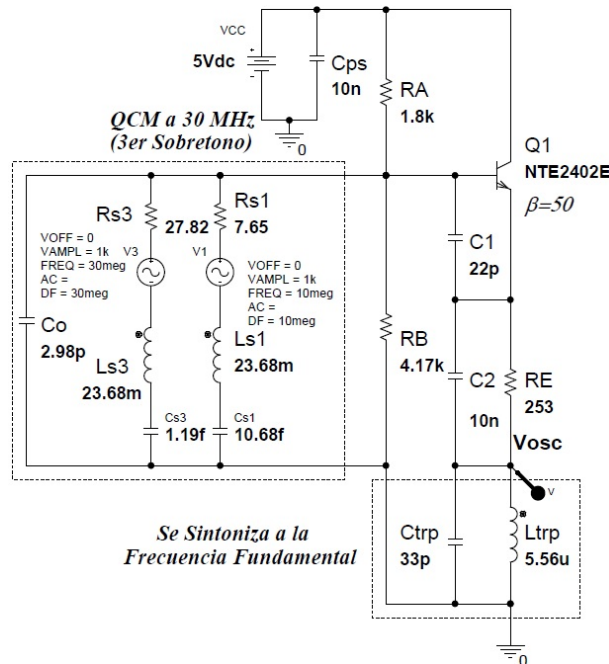 VCC
5Vdc
Cps
10n
0
RA
1.8k
Q1
NTE2402E
β=50
QCM a 30 MHz
(3er Sobretono)
Rs3
27.82
Rs1
7.65
VOFF = 0
VAMPL = 1k
FREQ = 30meg
AC =
DF = 30meg
V3
V1
VOFF = 0
VAMPL = 1k
FREQ = 10meg
AC =
DF = 10meg
Co
2.98p
Ls3
23.68m
Ls1
23.68m
Cs3
1.19f
Cs1
10.68f
C1
22p
RB
4.17k
C2
10n
RE
253
Vosc
V
Se Sintoniza a la
Frecuencia Fundamental
Ctrp
33p
Ltrp
5.56u
0